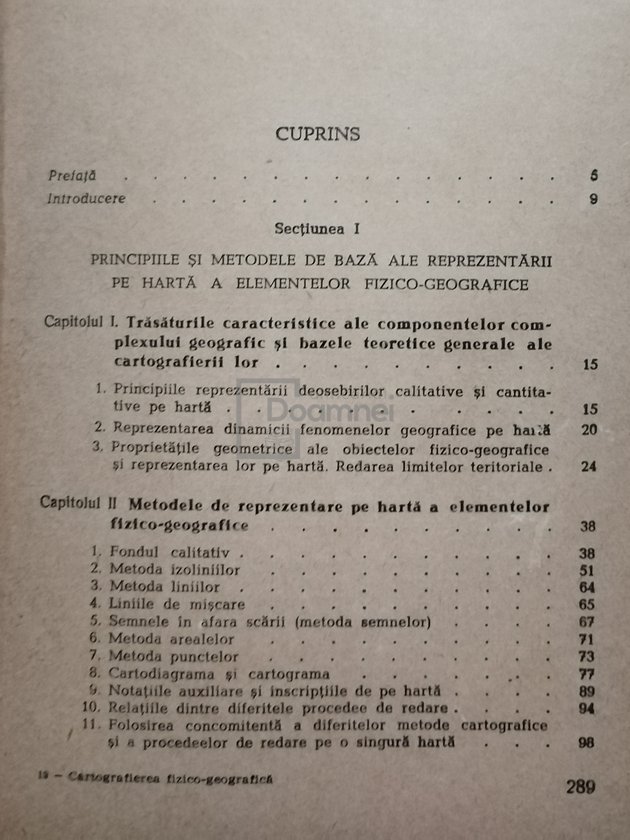 CUPRINS
Prefață . . . . . . . . . . . . . . . 5
Introducere . . . . . . . . . . . . . . 9
Secțiunea I
PRINCIPIILE ȘI METODELE DE BAZĂ ALE REPREZENTĂRII
PE HARTĂ A ELEMENTELOR FIZICO-GEOGRAFICE
Capitolul I. Trăsăturile caracteristice ale componentelor com-
plexului geografic și bazele teoretice generale ale
cartografierii lor . . . . . . . . . . 15
1. Principiile reprezentării deosebirilor calitative și cantita-
tive pe hartă . . . . . . . . . . . 15
Doamnei
2. Reprezentarea dinamicii fenomenelor geografice pe hartă 20
3. Proprietățile geometrice ale obiectelor fizico-geografice
și reprezentarea lor pe hartă. Redarea limitelor teritoriale . 24
Capitolul II Metodele de reprezentare pe hartă a elementelor
fizico-geografice . . . . . . . . . . 38
1. Fondul calitativ . . . . . . . . . . . 38
2. Metoda izoliniilor . . . . . . . . . . 51
3. Metoda liniilor . . . . . . . . . . . 64
4. Liniile de mișcare . . . . . . . . . . 65
5. Semnele în afara scării (metoda semnelor) . . . . 67
6. Metoda arealelor . . . . . . . . . . 71
7. Metoda punctelor . . . . . . . . . . 73
8. Cartodiagrama și cartograma . . . . . . . 77
9. Notațiile auxiliare și inscripțiile de pe hartă . . . . 89
10. Relațiile dintre diferitele procedee de redare . . . . 94
11. Folosirea concomitentă a diferitelor metode cartografice
și a procedeelor de redare pe o singură hartă . . . 98
19 — Cartografierea fizico-geografică
289